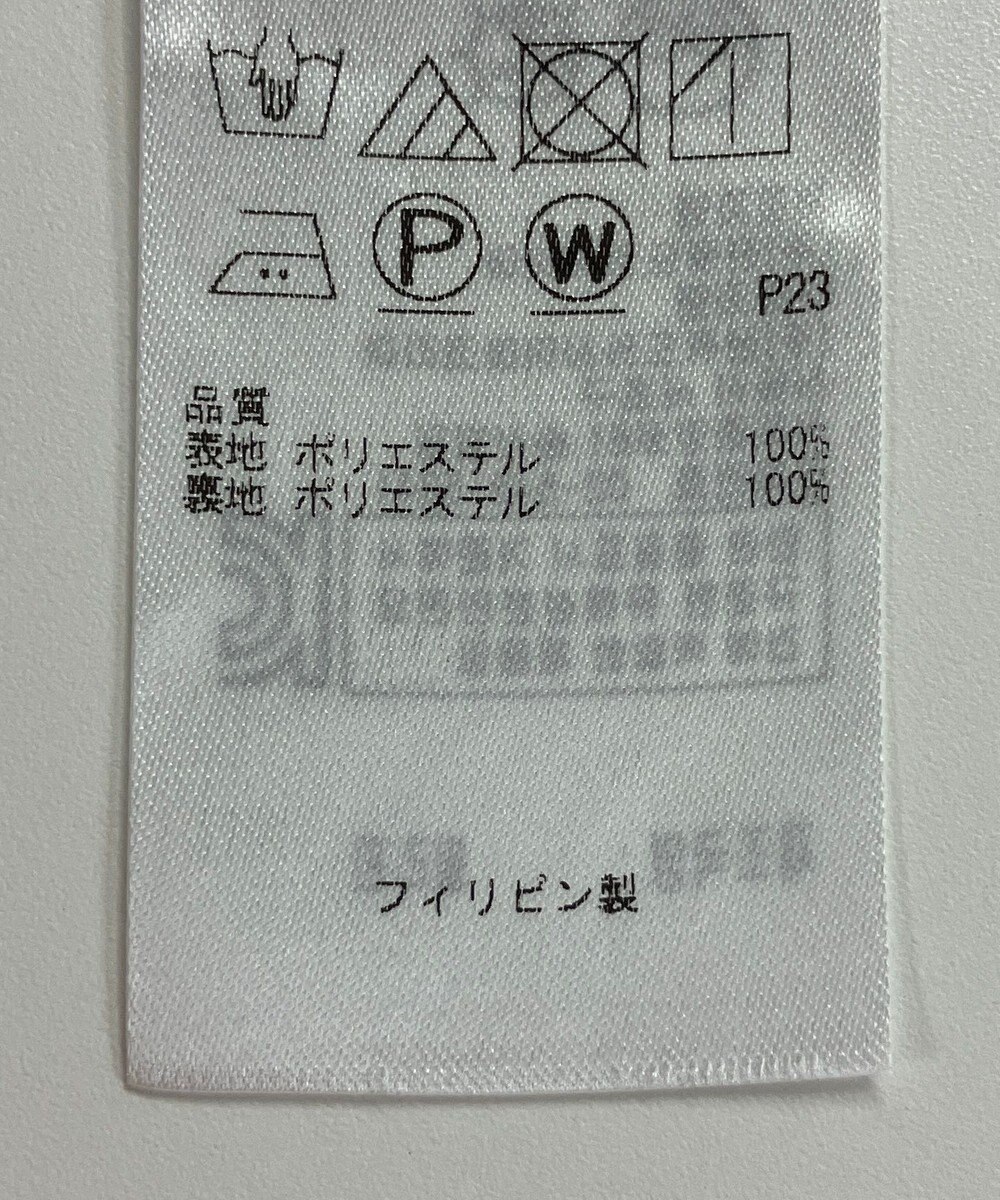 P W P23
品質
表地 ポリエステル 100%
裏地 ポリエステル 100%
フィリピン製